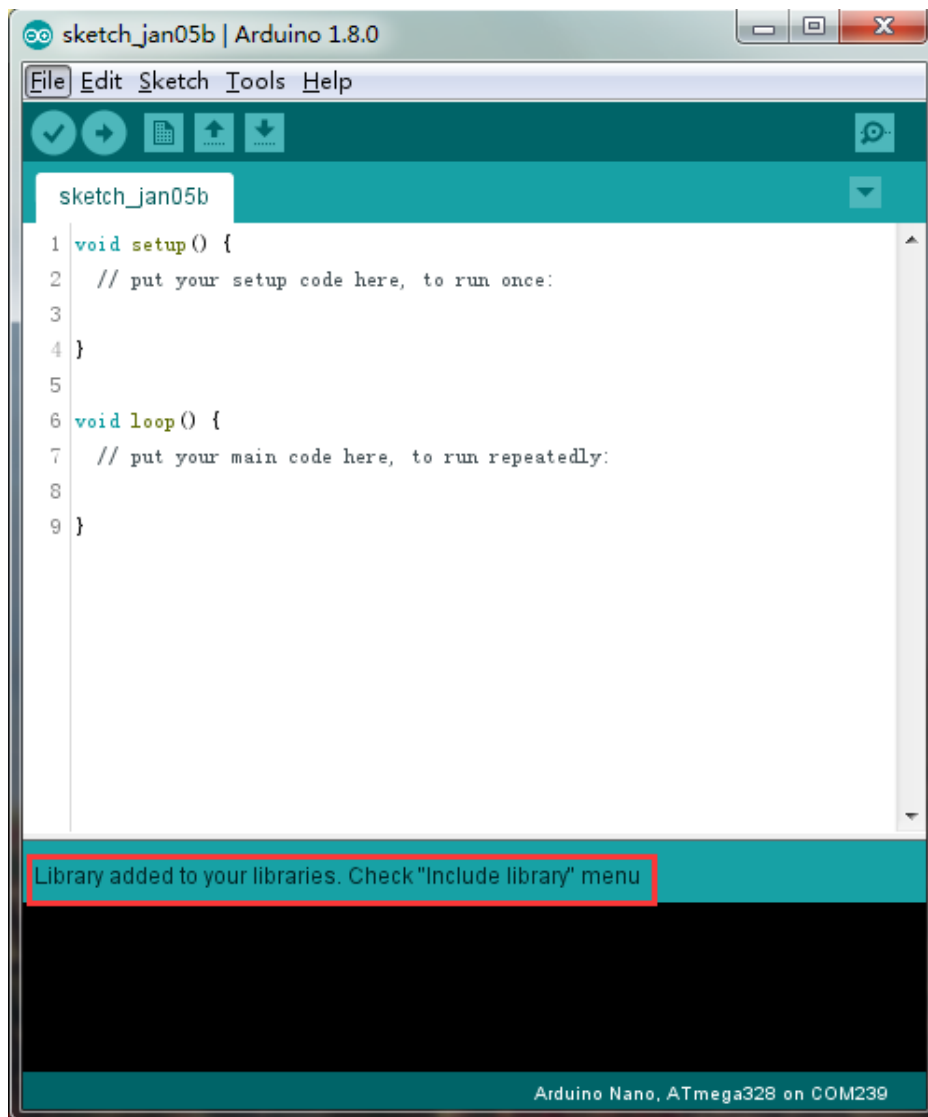 sketch_jan05b | Arduino 1.8.0
File Edit Sketch Tools Help
sketch_jan05b
1 void setup() {
2   // put your setup code here, to run once:
3
4 }
5
6 void loop() {
7   // put your main code here, to run repeatedly:
8
9 }
Library added to your libraries. Check "Include library" menu
Arduino Nano, ATmega328 on COM239